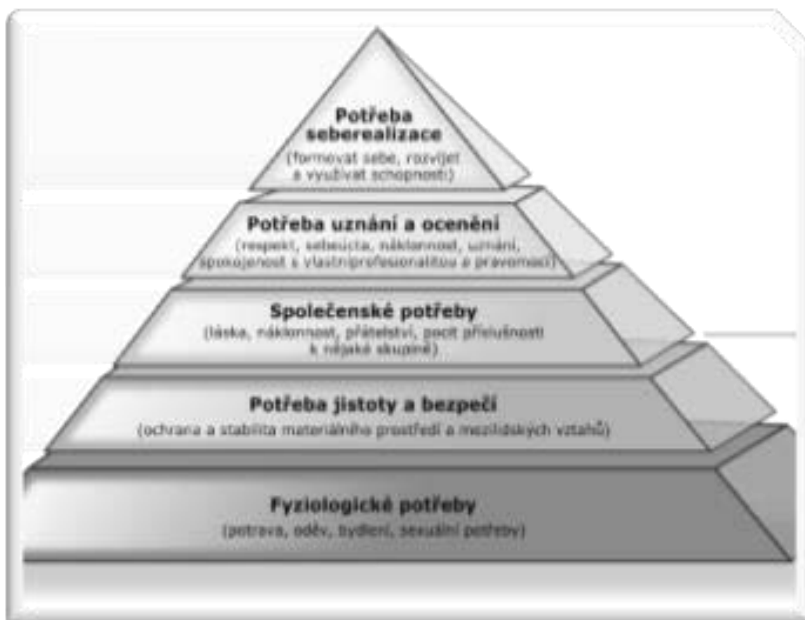 Potřeba
seberealizace
(formovat sebe, rozvíjet
a využívat schopnosti)
Potřeba uznání a ocenění
(respekt, sebeúcta, náklonnost, uznání,
spokojenost s vlastníprofesionalitou a pravomocí)
Společenské potřeby
(láska, náklonnost, přátelství, pocit příslušnosti
k nějaké skupině)
Potřeba jistoty a bezpečí
(ochrana a stabilita materiálního prostředí a mezilidských vztahů)
Fyziologické potřeby
(potrava, oděv, bydlení, sexuální potřeby)